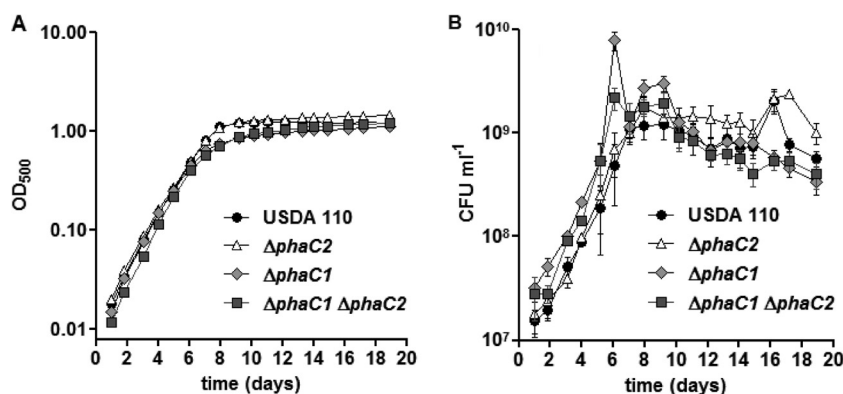 A
10.00
1.00
0.10
0.01
OD500
0 2 4 6 8 10 12 14 16 18 20
time (days)
USDA 110
ΔphaC2
ΔphaC1
ΔphaC1 ΔphaC2
B
10^10
10^9
10^8
10^7
CFU ml-1
0 2 4 6 8 10 12 14 16 18 20
time (days)
USDA 110
ΔphaC2
ΔphaC1
ΔphaC1 ΔphaC2